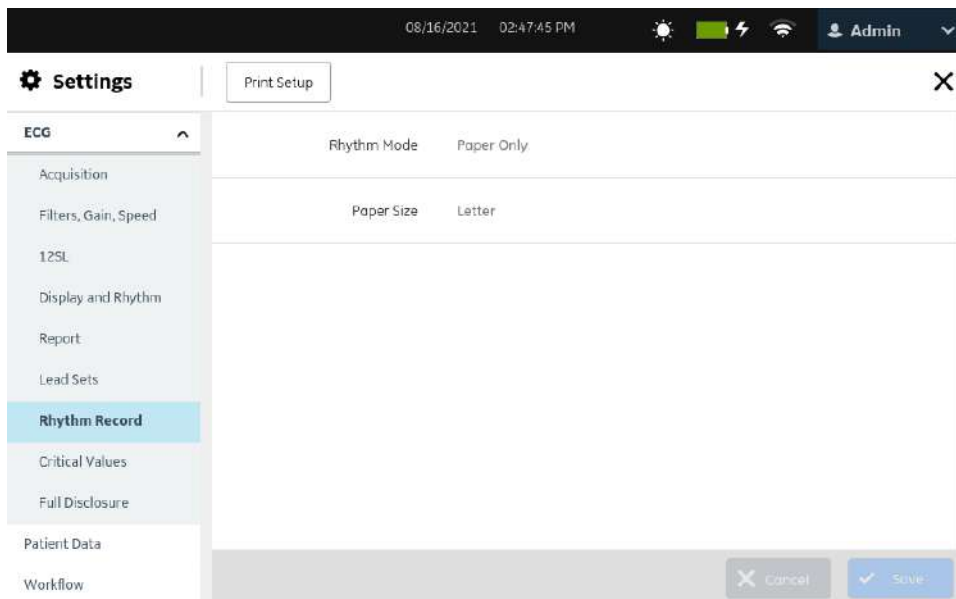 08/16/2021 02:47:45 PM Admin
Settings Print Setup
ECG
Rhythm Mode Paper Only
Acquisition
Paper Size Letter
Filters, Gain, Speed
12SL
Display and Rhythm
Report
Lead Sets
Rhythm Record
Critical Values
Full Disclosure
Patient Data
Workflow
Cancel Save